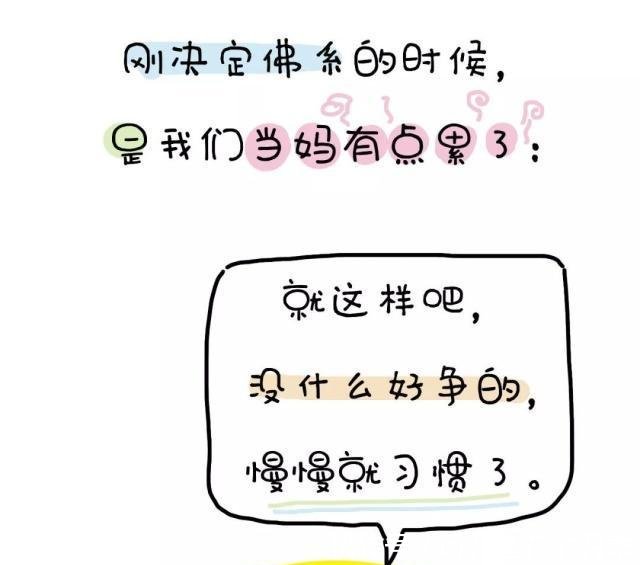 刚决定佛系的时候，
是我们当妈有点累了：
就这样吧，
没什么好争的，
慢慢就习惯了。